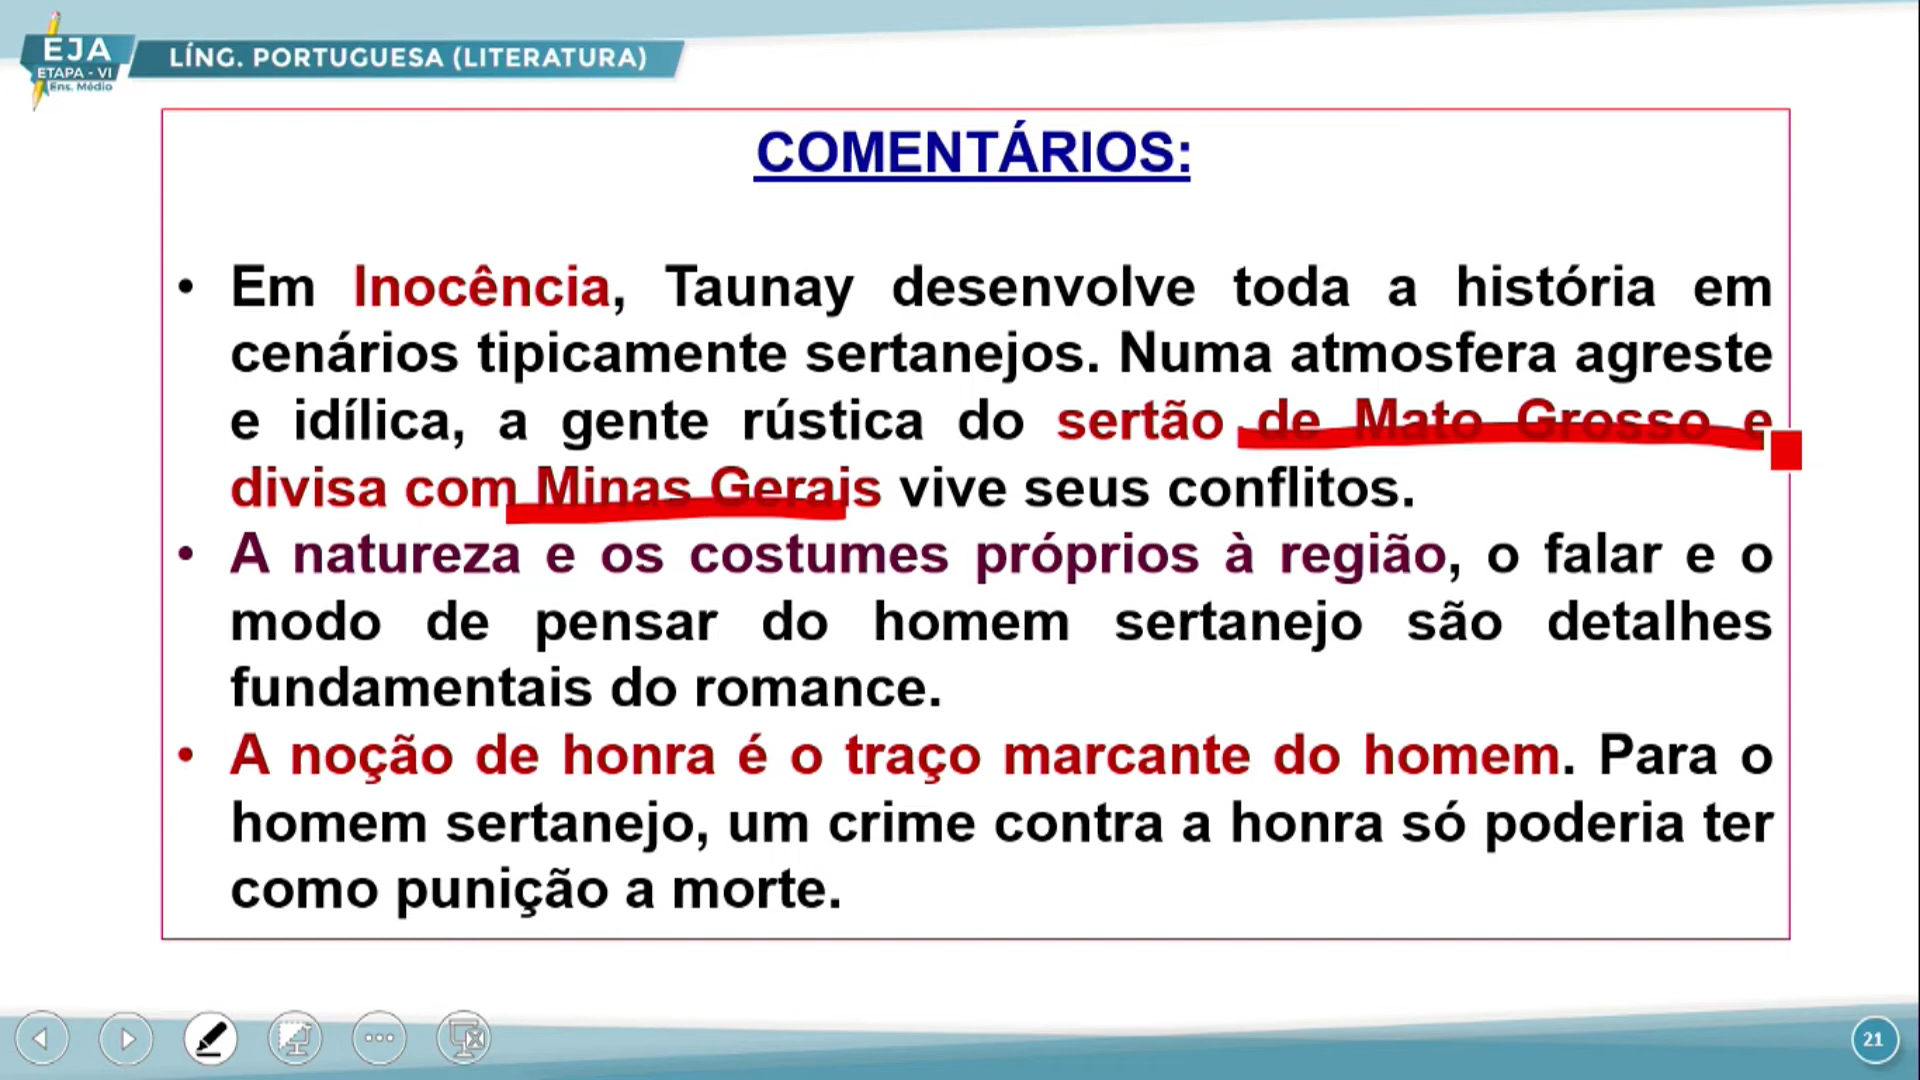 EJA
ETAPA - VI
Ens. Médio
LÍNG. PORTUGUESA (LITERATURA)
COMENTÁRIOS:
• Em Inocência, Taunay desenvolve toda a história em
cenários tipicamente sertanejos. Numa atmosfera agreste
e idílica, a gente rústica do sertão de Mato Grosso e
divisa com Minas Gerais vive seus conflitos.
• A natureza e os costumes próprios à região, o falar e o
modo de pensar do homem sertanejo são detalhes
fundamentais do romance.
• A noção de honra é o traço marcante do homem. Para o
homem sertanejo, um crime contra a honra só poderia ter
como punição a morte.
21